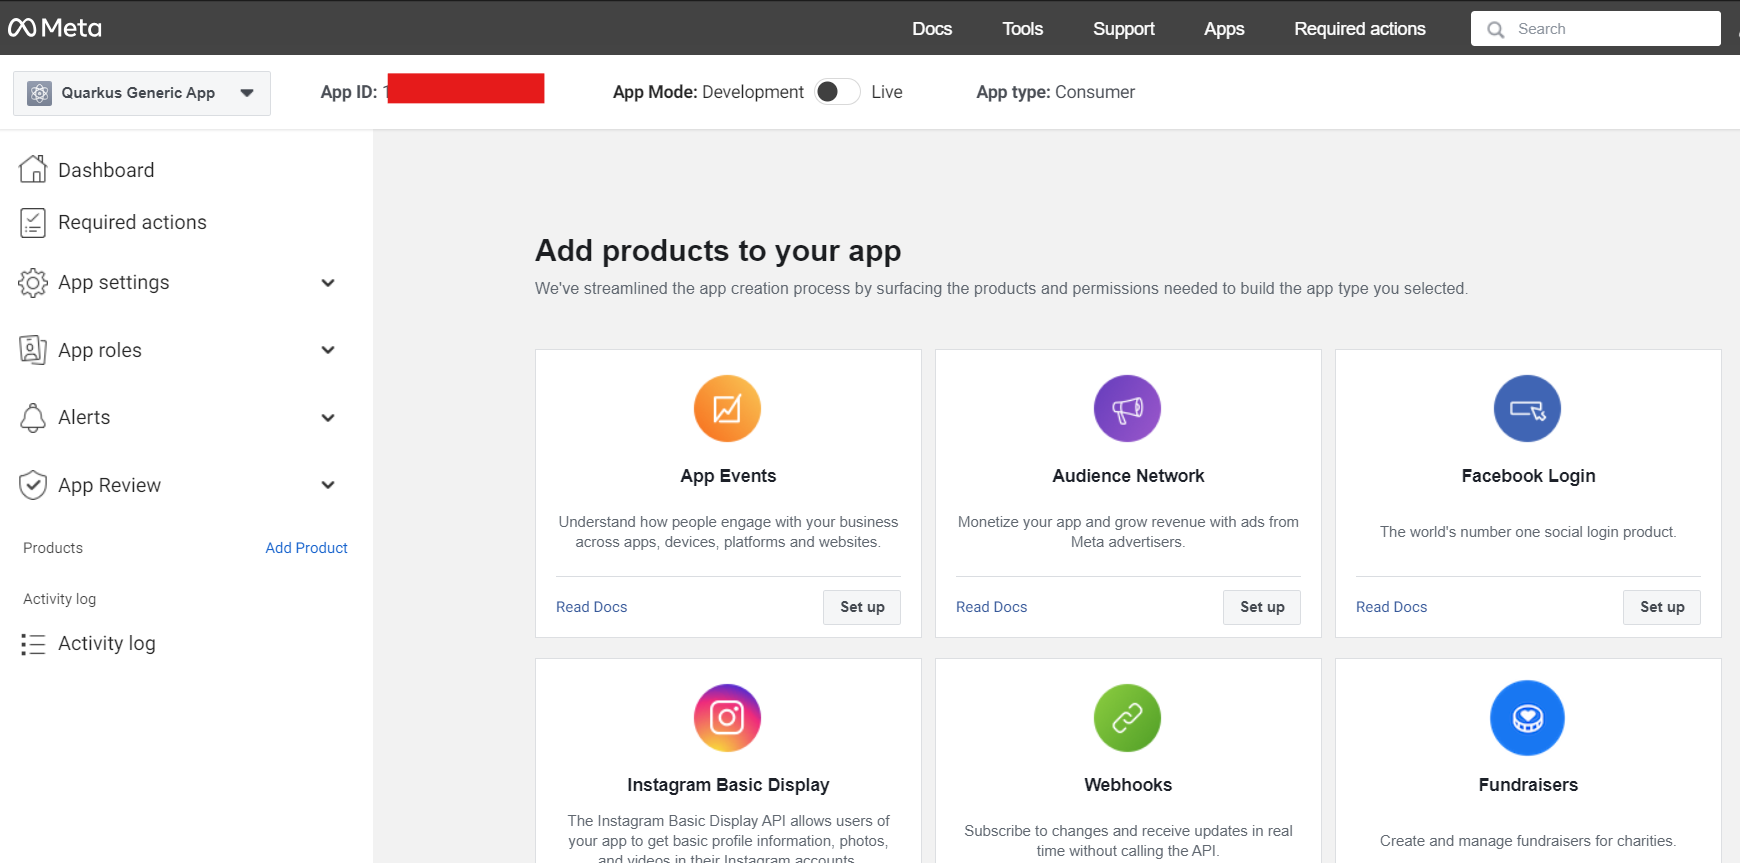 Meta
Docs
Tools
Support
Apps
Required actions
Search
Quarkus Generic App
App ID:
App Mode: Development
Live
App type: Consumer
Dashboard
Required actions
App settings
App roles
Alerts
App Review
Products
Add Product
Activity log
Activity log
Add products to your app
We've streamlined the app creation process by surfacing the products and permissions needed to build the app type you selected.
App Events
Understand how people engage with your business
across apps, devices, platforms and websites.
Read Docs
Set up
Audience Network
Monetize your app and grow revenue with ads from
Meta advertisers.
Read Docs
Set up
Facebook Login
The world's number one social login product.
Read Docs
Set up
Instagram Basic Display
The Instagram Basic Display API allows users of
your app to get basic profile information, photos,
and videos in their Instagram accounts.
Webhooks
Subscribe to changes and receive updates in real
time without calling the API.
Fundraisers
Create and manage fundraisers for charities.